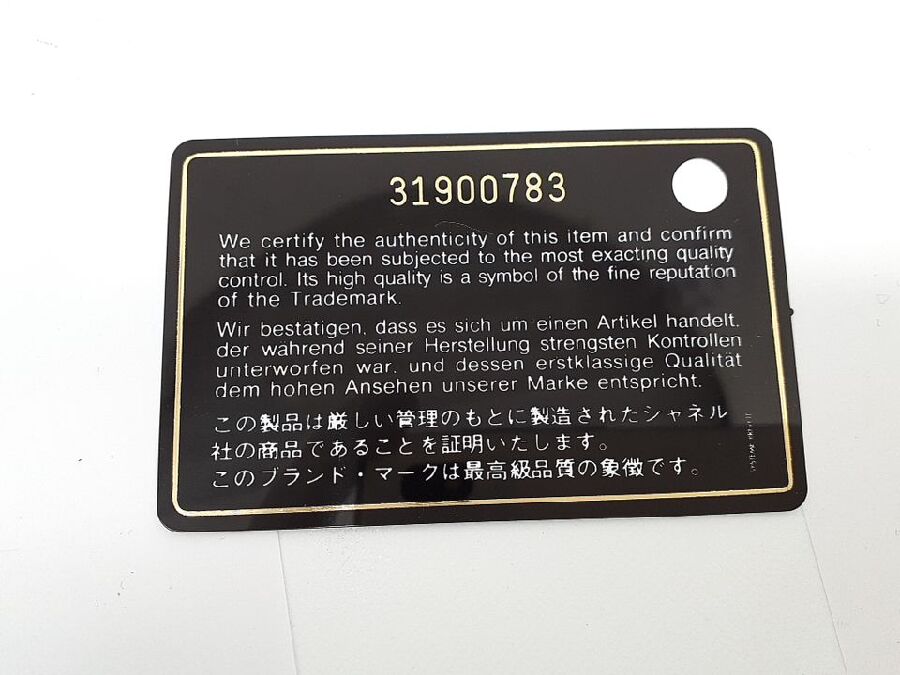 31900783
We certify the authenticity of this item and confirm
that it has been subjected to the most exacting quality
control. Its high quality is a symbol of the fine reputation
of the Trademark.
Wir bestätigen, dass es sich um einen Artikel handelt.
der während seiner Herstellung strengsten Kontrollen
unterworfen war. und dessen erstklassige Qualität
dem hohen Ansehen unserer Marke entspricht.
この製品は厳しい管理のもとに製造されたシャネル
社の商品であることを証明いたします。
このブランド・マークは最高級品質の象徴です。